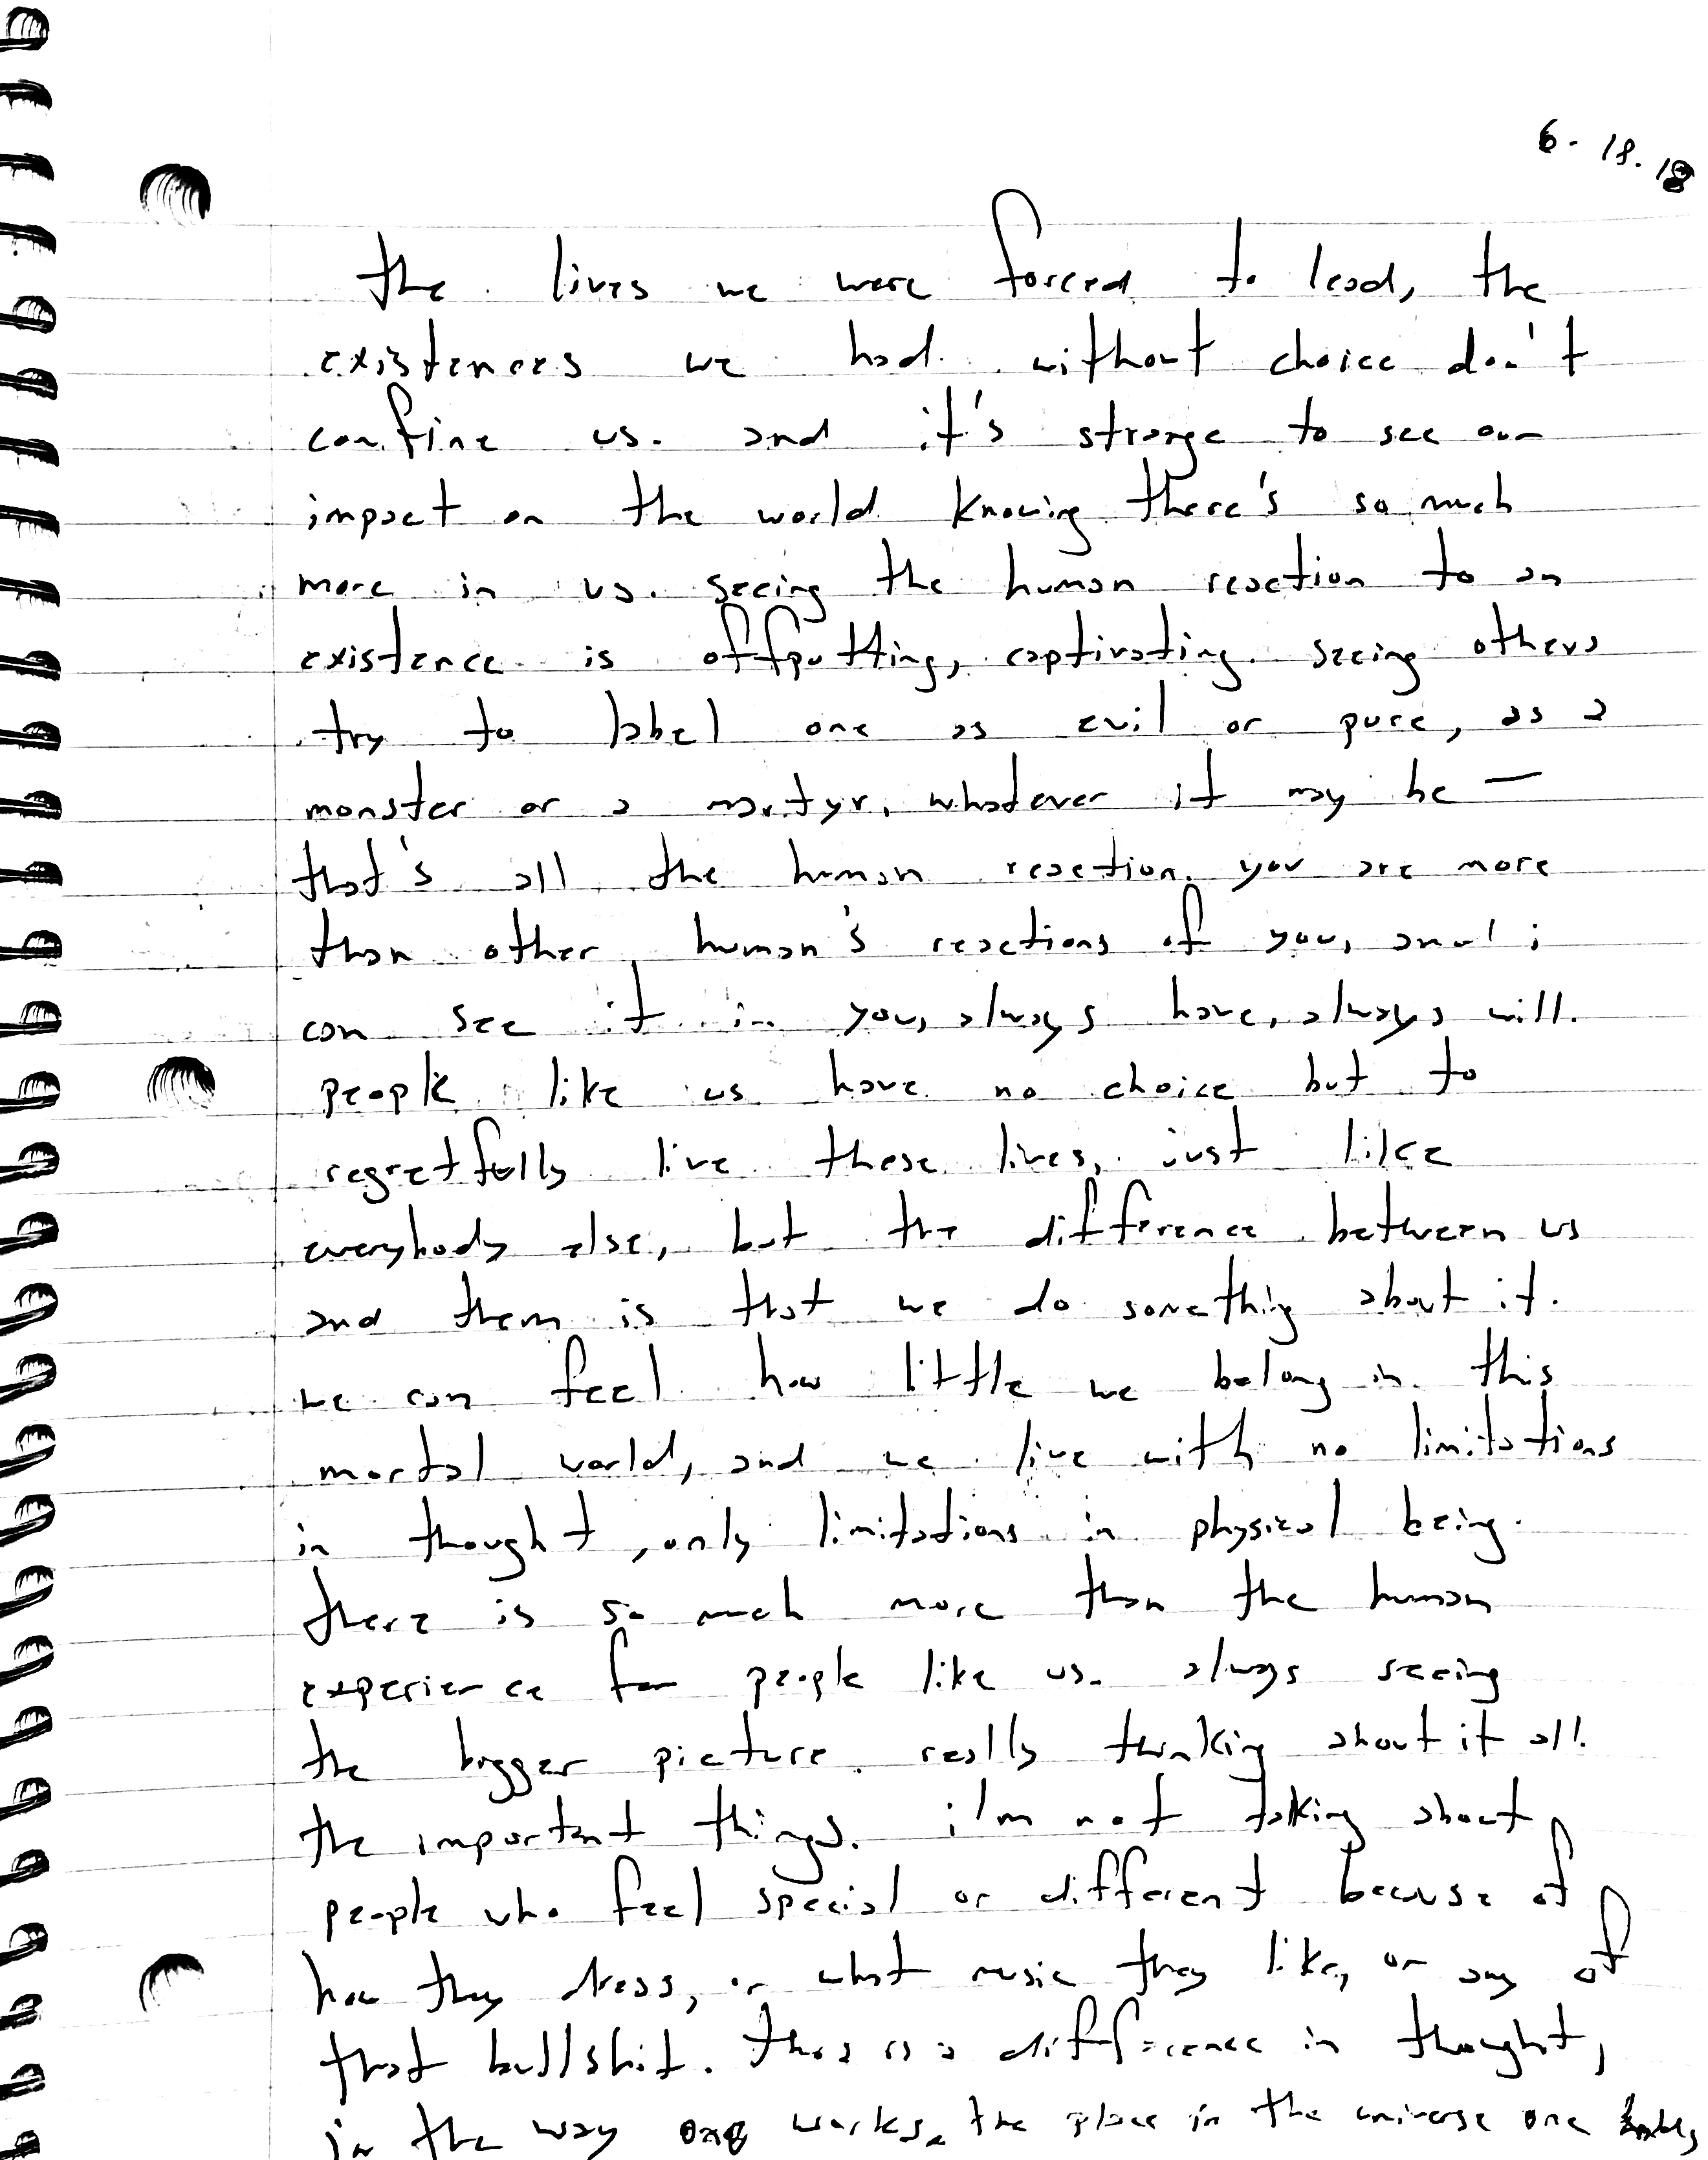 6. 18. 18
the lives we were forced to lead, the
existences we had without choice don't
confine us. and it's strange to see our
impact on the world knowing there's so much
more in us. seeing the human reaction to an
existence is offputting, captivating. seeing others
try to label one as evil or pure, as a
monster or a martyr, whatever it may be —
that's all the human reaction. you are more
than other human's reactions of you, and i
can see it in you, always have, always will.
people like us have no choice but to
regretfully live these lives, just like
everybody else, but the difference between us
and them is that we do something about it.
we can feel how little we belong in this
mortal world, and we live with no limitations
in thought, only limitations in physical being.
there is so much more than the human
experience for people like us. always seeing
the bigger picture. really thinking about it all.
the important things. i'm not talking about
people who feel special or different because of
how they dress, or what music they like, or any of
that bullshit. this is a difference in thought,
in the way one works, the place in the universe one